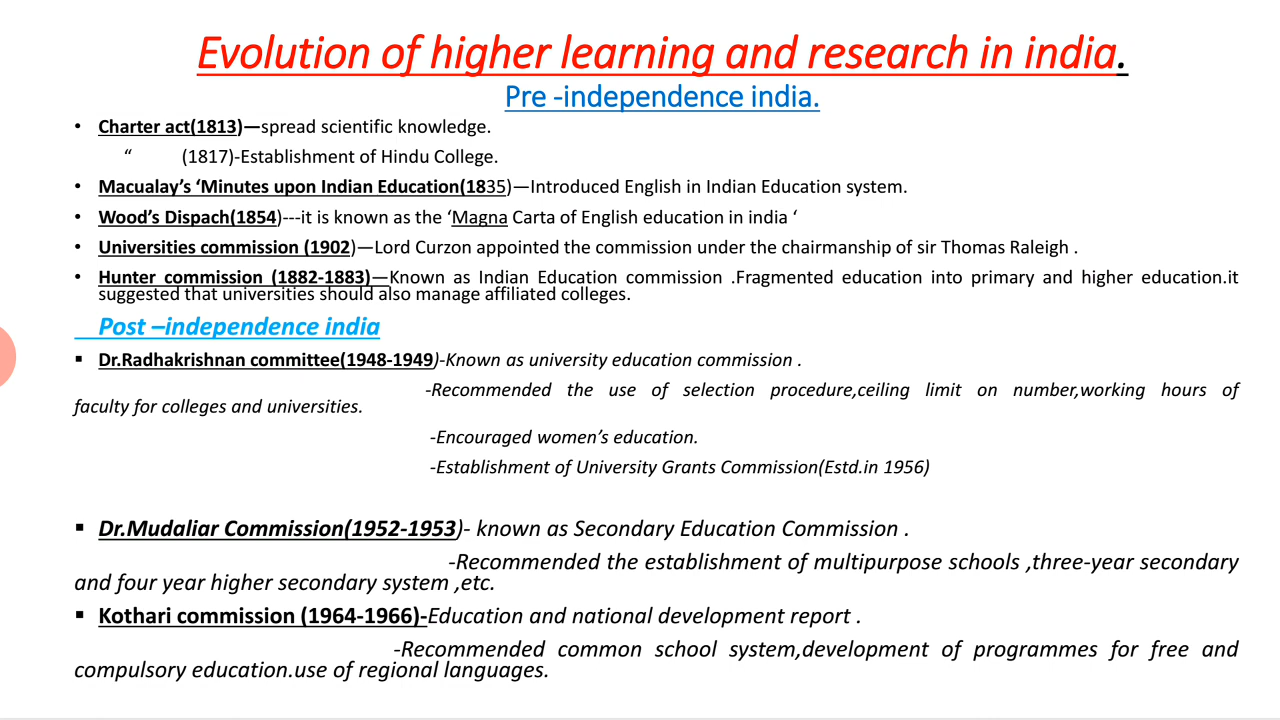 Evolution of higher learning and research in india.
Pre -independence india.
• Charter act(1813)—spread scientific knowledge.
“ (1817)-Establishment of Hindu College.
• Macualay’s ‘Minutes upon Indian Education(1835)—Introduced English in Indian Education system.
• Wood’s Dispach(1854)---it is known as the ‘Magna Carta of English education in india ‘
• Universities commission (1902)—Lord Curzon appointed the commission under the chairmanship of sir Thomas Raleigh .
• Hunter commission (1882-1883)—Known as Indian Education commission .Fragmented education into primary and higher education.it
suggested that universities should also manage affiliated colleges.
Post –independence india
▪ Dr.Radhakrishnan committee(1948-1949)-Known as university education commission .
-Recommended the use of selection procedure,ceiling limit on number,working hours of
faculty for colleges and universities.
-Encouraged women’s education.
-Establishment of University Grants Commission(Estd.in 1956)
▪ Dr.Mudaliar Commission(1952-1953)- known as Secondary Education Commission .
-Recommended the establishment of multipurpose schools ,three-year secondary
and four year higher secondary system ,etc.
▪ Kothari commission (1964-1966)-Education and national development report .
-Recommended common school system,development of programmes for free and
compulsory education.use of regional languages.